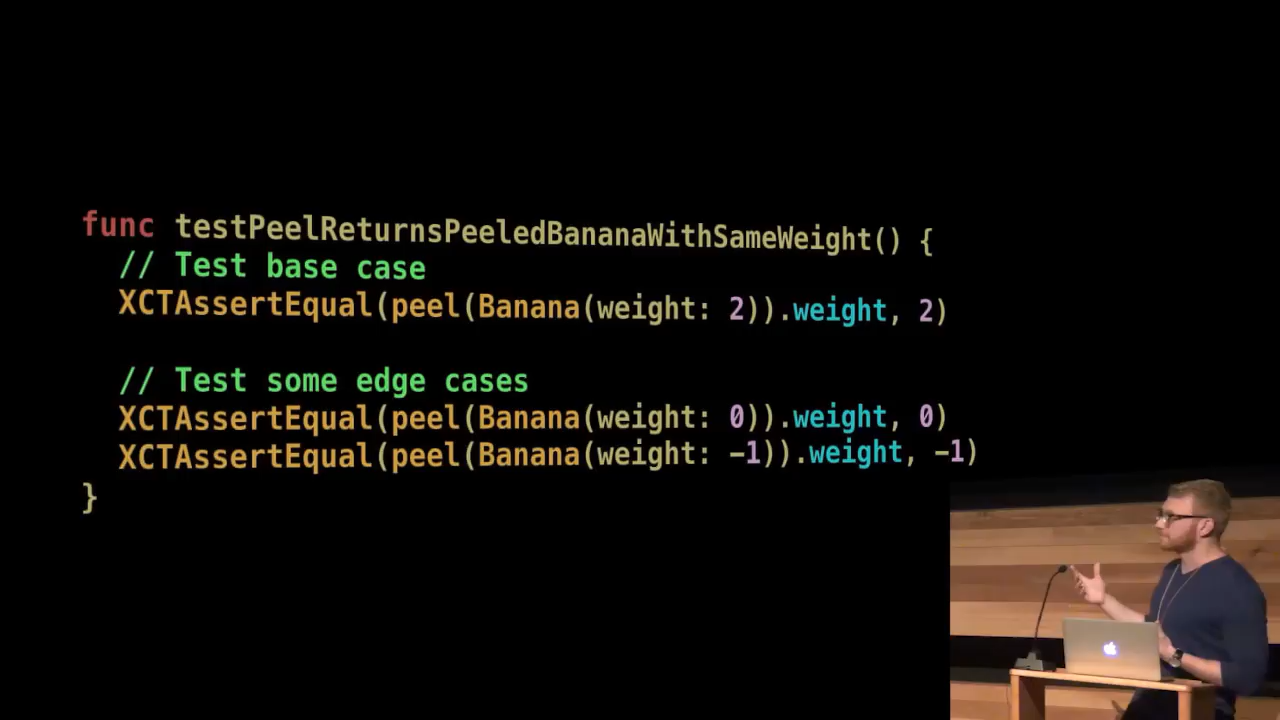 func testPeelReturnsPeeledBananaWithSameWeight() {
// Test base case
XCTAssertEqual(peel(Banana(weight: 2)).weight, 2)
// Test some edge cases
XCTAssertEqual(peel(Banana(weight: 0)).weight, 0)
XCTAssertEqual(peel(Banana(weight: -1)).weight, -1)
}